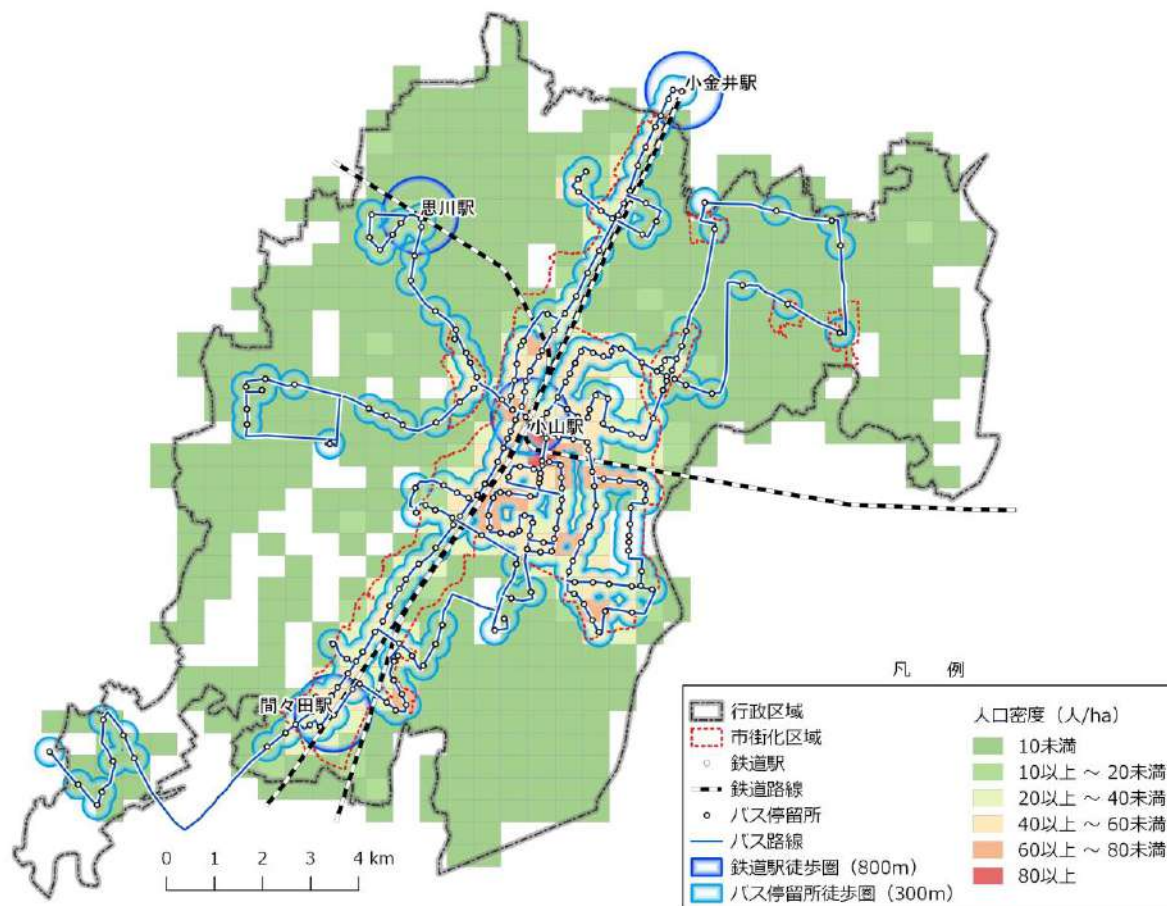 小金井駅
思川駅
小山駅
間々田駅
0 1 2 3 4 km
凡 例
行政区域
市街化区域
鉄道駅
鉄道路線
バス停留所
バス路線
鉄道駅徒歩圏（800m）
バス停留所徒歩圏（300m）
人口密度（人/ha）
10未満
10以上 ～ 20未満
20以上 ～ 40未満
40以上 ～ 60未満
60以上 ～ 80未満
80以上